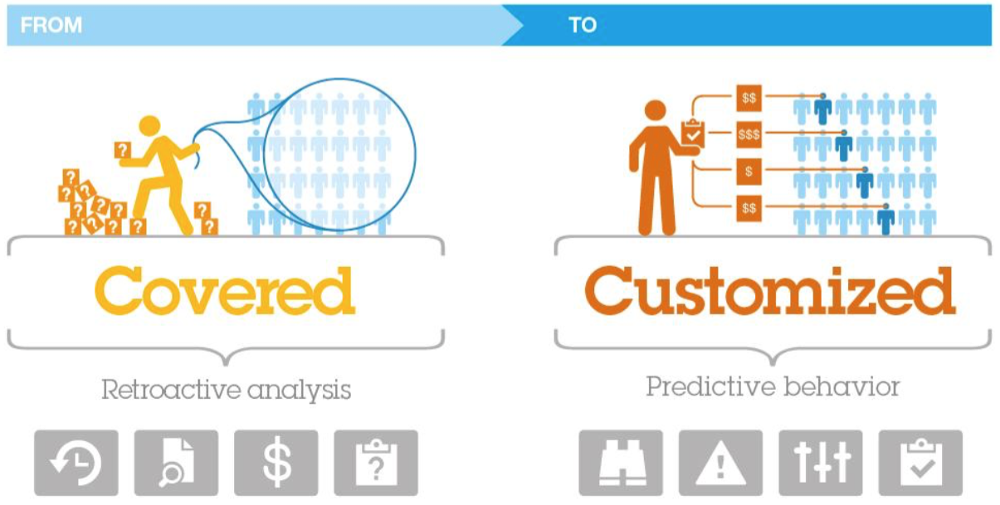 FROM
TO
$$
$$$
$
$$
Covered
Customized
Retroactive analysis
Predictive behavior